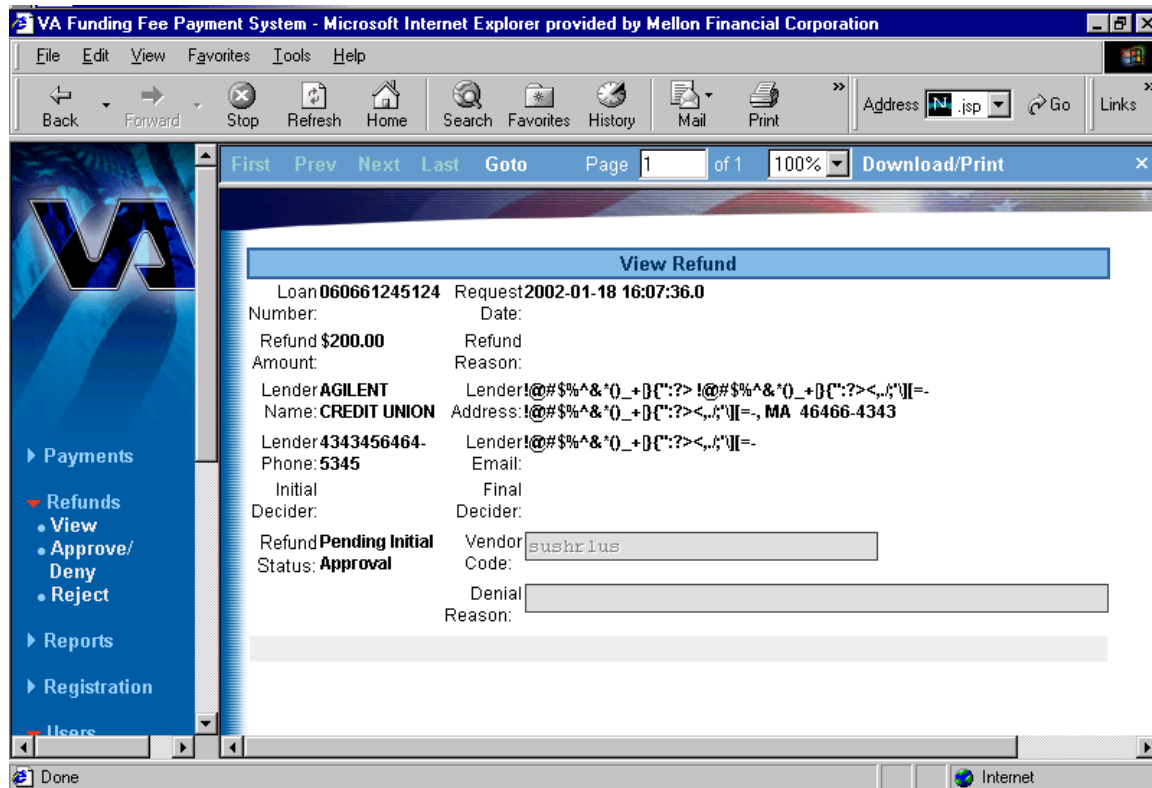 VA Funding Fee Payment System - Microsoft Internet Explorer provided by Mellon Financial Corporation
File Edit View Favorites Tools Help
Back Forward Stop Refresh Home Search Favorites History Mail Print » Address .jsp Go Links »
First Prev Next Last Goto Page 1 of 1 100% Download/Print ×
VA
View Refund
Loan Number: 060661245124 Request Date: 2002-01-18 16:07:36.0
Refund Amount: $200.00 Refund Reason:
Lender AGILENT Lender !@#$%^&*()_+|}{":?> !@#$%^&*()_+|}{":?><,./;'\][=-
Name: CREDIT UNION Address: !@#$%^&*()_+|}{":?><,./;'\][=-, MA 46466-4343
Lender 4343456464- Lender !@#$%^&*()_+|}{":?><,./;'\][=-
Phone: 5345 Email:
Initial Decider: Final Decider:
Refund Pending Initial Vendor sushrlus
Status: Approval Code:
Denial Reason:
Payments
Refunds
View
Approve/
Deny
Reject
Reports
Registration
Users
Done Internet